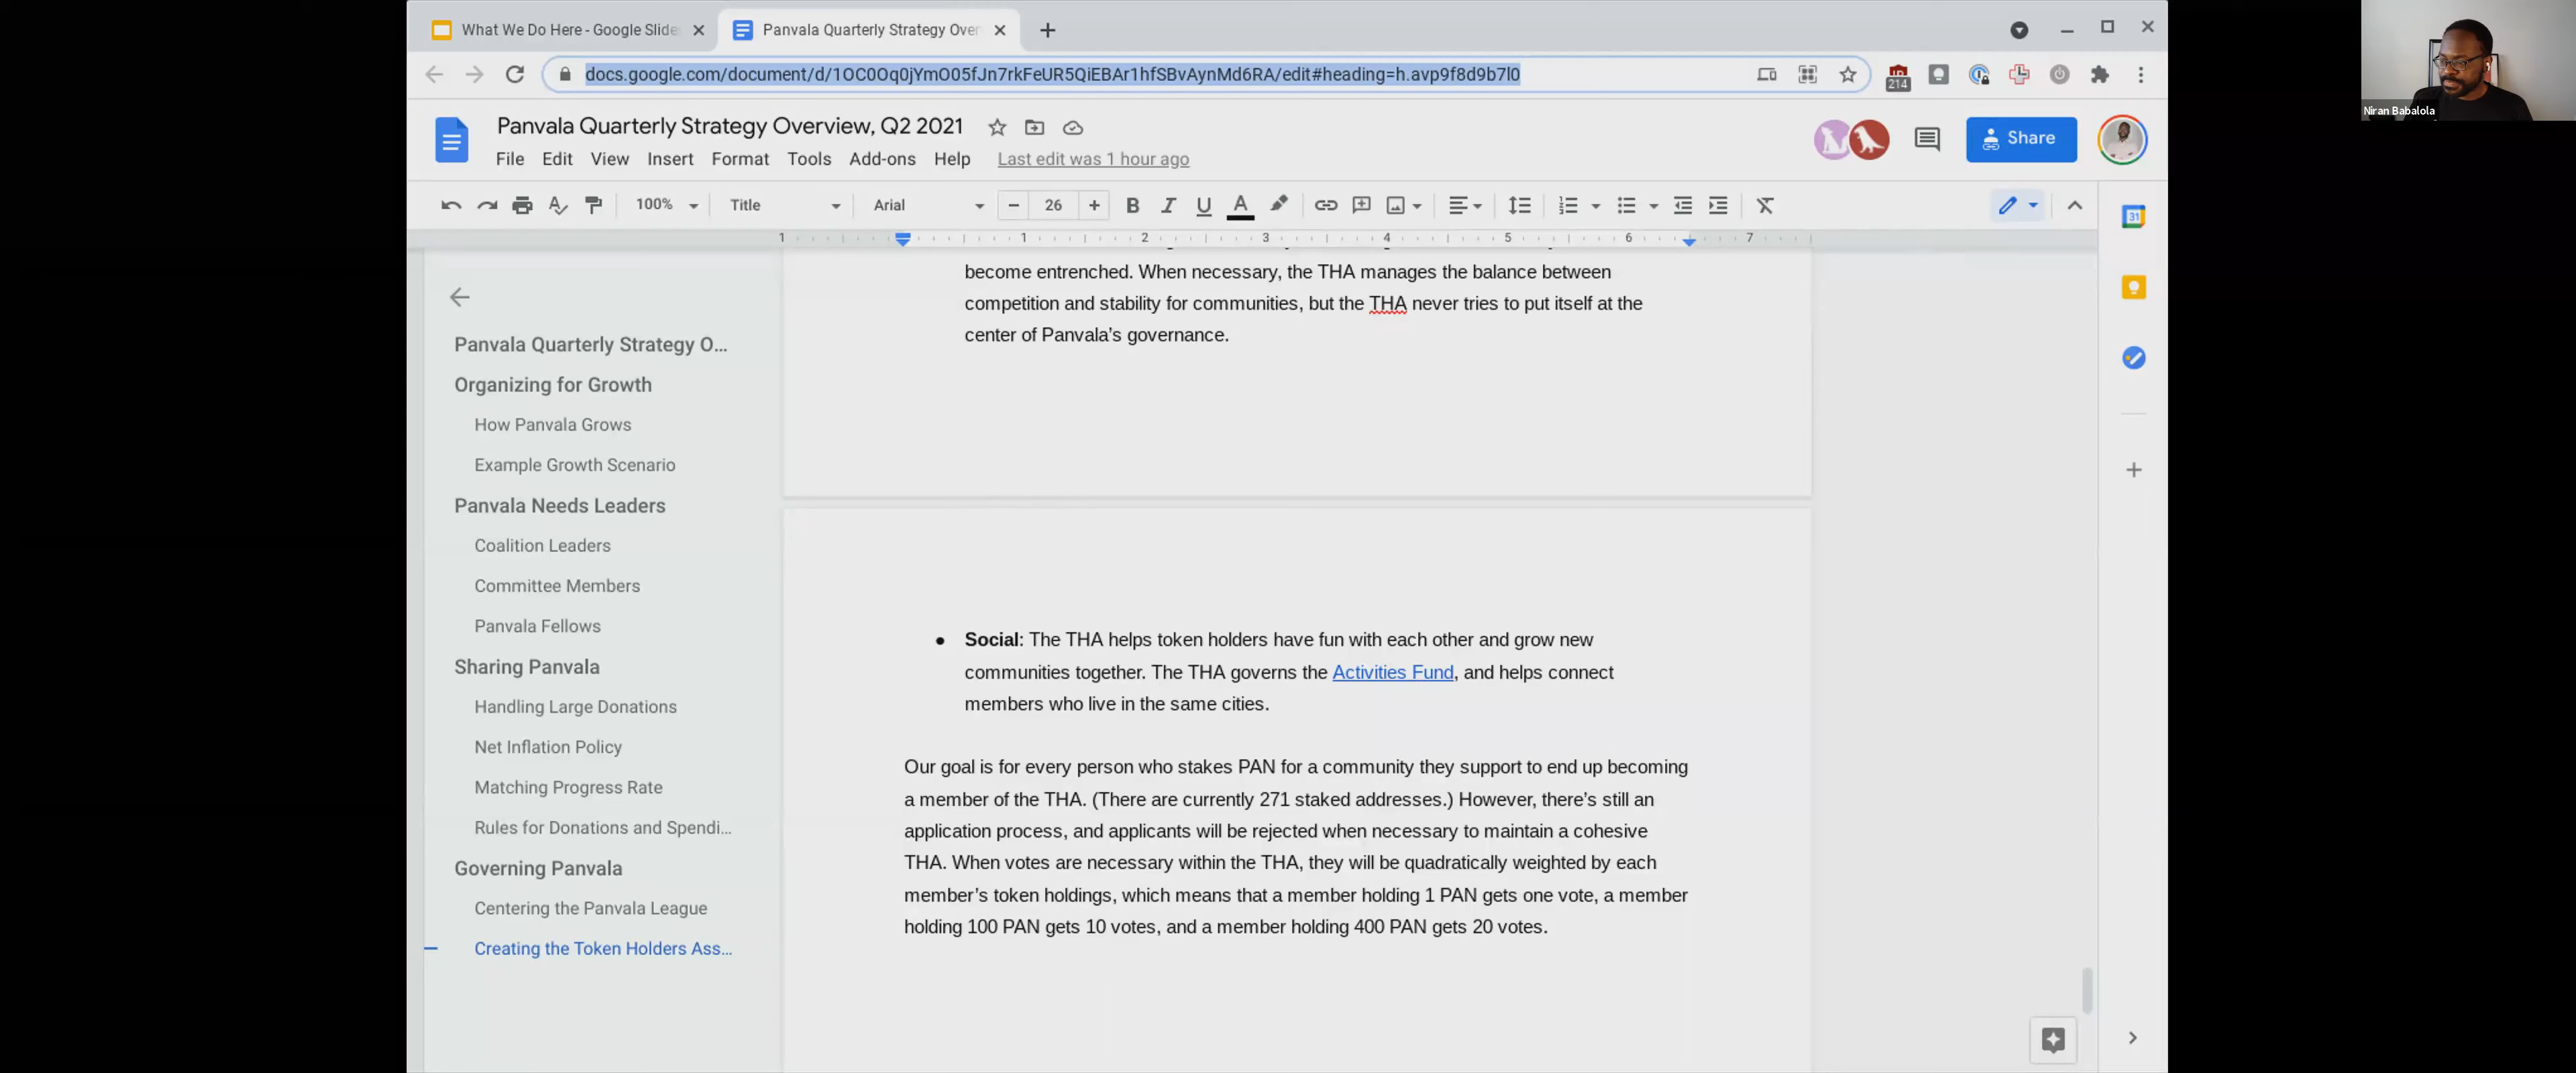 What We Do Here - Google Slide
Panvala Quarterly Strategy Over
docs.google.com/document/d/1OC0Oq0jYmO05fJn7rkFeUR5QiEBAr1hfSBvAynMd6RA/edit#heading=h.avp9f8d9b7l0
214
Niran Babalola
Panvala Quarterly Strategy Overview, Q2 2021
Share
File Edit View Insert Format Tools Add-ons Help Last edit was 1 hour ago
100% Title Arial 26
1 1 2 3 4 5 6 7
31
become entrenched. When necessary, the THA manages the balance between
competition and stability for communities, but the THA never tries to put itself at the
center of Panvala’s governance.
Panvala Quarterly Strategy O...
Organizing for Growth
How Panvala Grows
Example Growth Scenario
Panvala Needs Leaders
Coalition Leaders
Committee Members
Panvala Fellows
Sharing Panvala
Handling Large Donations
Net Inflation Policy
Matching Progress Rate
Rules for Donations and Spendi...
Governing Panvala
Centering the Panvala League
Creating the Token Holders Ass...
● Social: The THA helps token holders have fun with each other and grow new
communities together. The THA governs the Activities Fund, and helps connect
members who live in the same cities.
Our goal is for every person who stakes PAN for a community they support to end up becoming
a member of the THA. (There are currently 271 staked addresses.) However, there’s still an
application process, and applicants will be rejected when necessary to maintain a cohesive
THA. When votes are necessary within the THA, they will be quadratically weighted by each
member’s token holdings, which means that a member holding 1 PAN gets one vote, a member
holding 100 PAN gets 10 votes, and a member holding 400 PAN gets 20 votes.